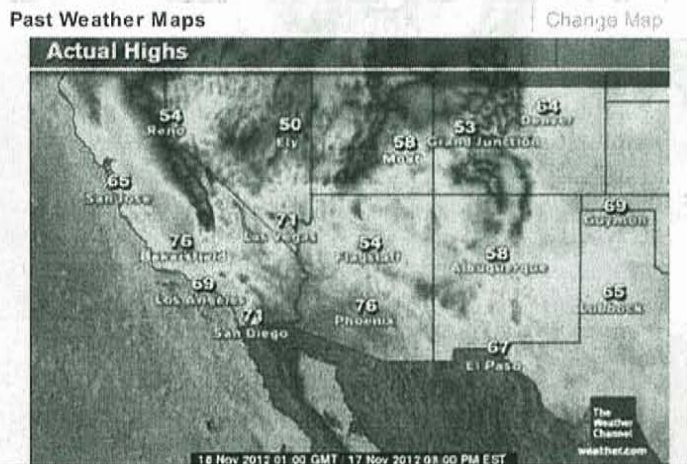 Past Weather Maps
Change Map
Actual Highs
54
Reno
50
Ely
58
Moab
53
Grand Junction
64
Denver
65
San Jose
76
Bakersfield
71
Las Vegas
54
Flagstaff
58
Albuquerque
69
Guymon
69
Los Angeles
71
San Diego
76
Phoenix
65
Lubbock
67
El Paso
The
Weather
Channel
weather.com
18 Nov 2012 01:00 GMT / 17 Nov 2012 08:00 PM EST